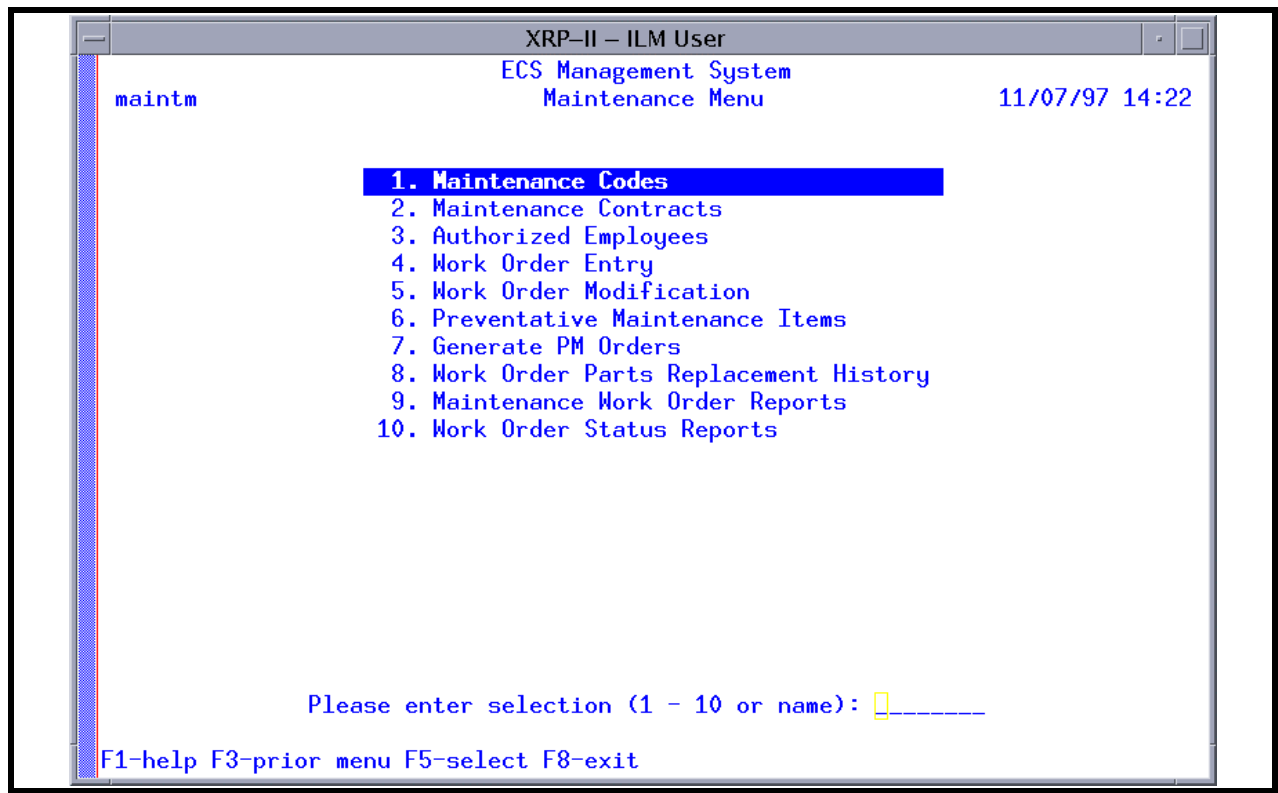 XRP–II – ILM User
ECS Management System
maintm Maintenance Menu 11/07/97 14:22
1. Maintenance Codes
2. Maintenance Contracts
3. Authorized Employees
4. Work Order Entry
5. Work Order Modification
6. Preventative Maintenance Items
7. Generate PM Orders
8. Work Order Parts Replacement History
9. Maintenance Work Order Reports
10. Work Order Status Reports
Please enter selection (1 - 10 or name): ________
F1-help F3-prior menu F5-select F8-exit